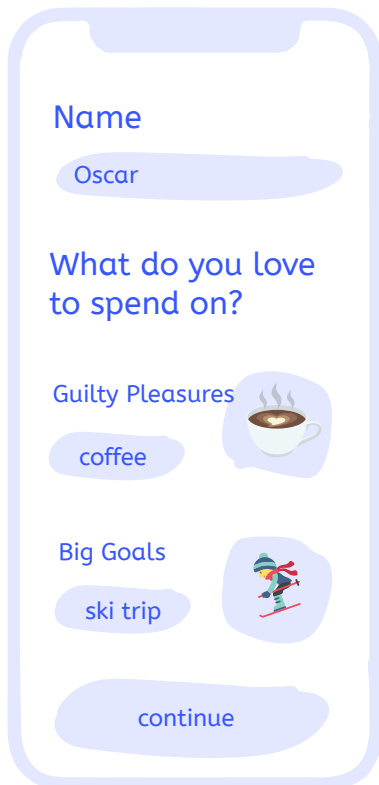 Name
Oscar
What do you love
to spend on?
Guilty Pleasures
coffee
Big Goals
ski trip
continue